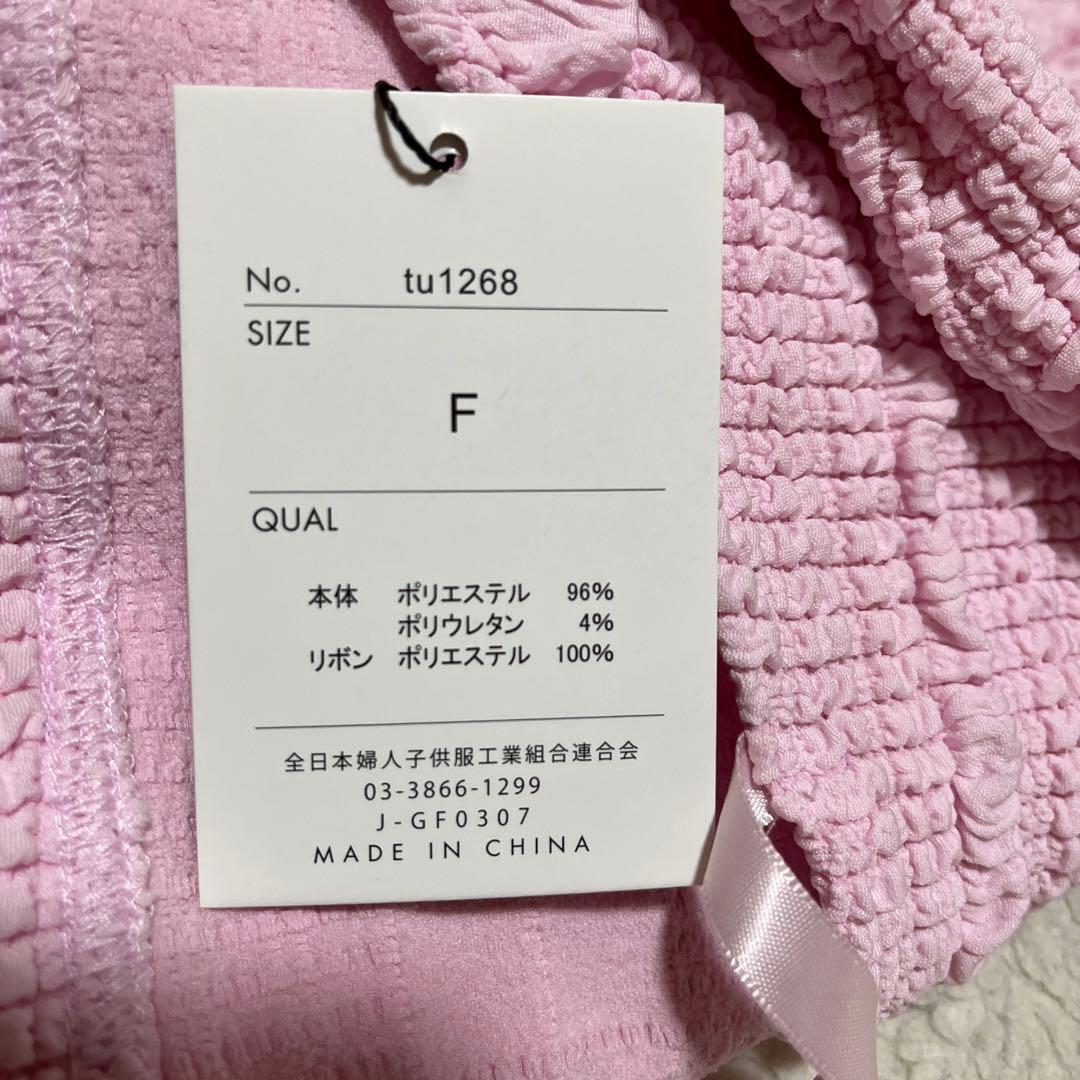 No. tu1268
SIZE
F
QUAL
本体 ポリエステル 96%
ポリウレタン 4%
リボン ポリエステル 100%
全日本婦人子供服工業組合連合会
03-3866-1299
J-GF0307
MADE IN CHINA